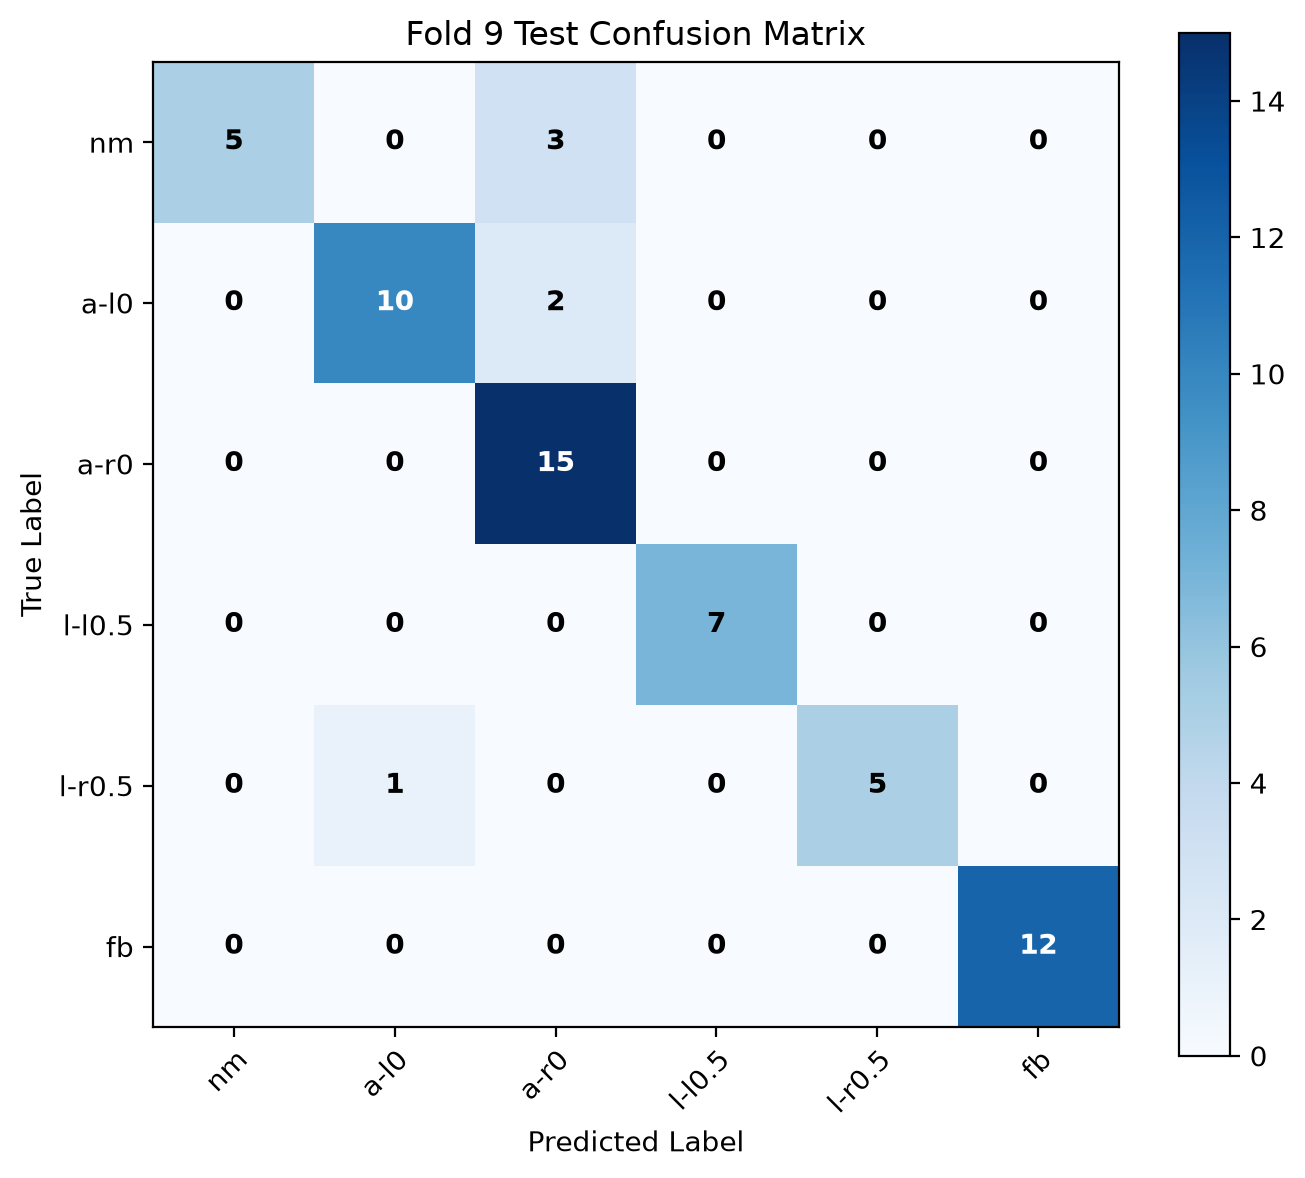 Fold 9 Test Confusion Matrix
nm 5 0 3 0 0 0
a-l0 0 10 2 0 0 0
a-r0 0 0 15 0 0 0
l-l0.5 0 0 0 7 0 0
l-r0.5 0 1 0 0 5 0
fb 0 0 0 0 0 12
nm a-l0 a-r0 l-l0.5 l-r0.5 fb
Predicted Label
True Label
14
12
10
8
6
4
2
0